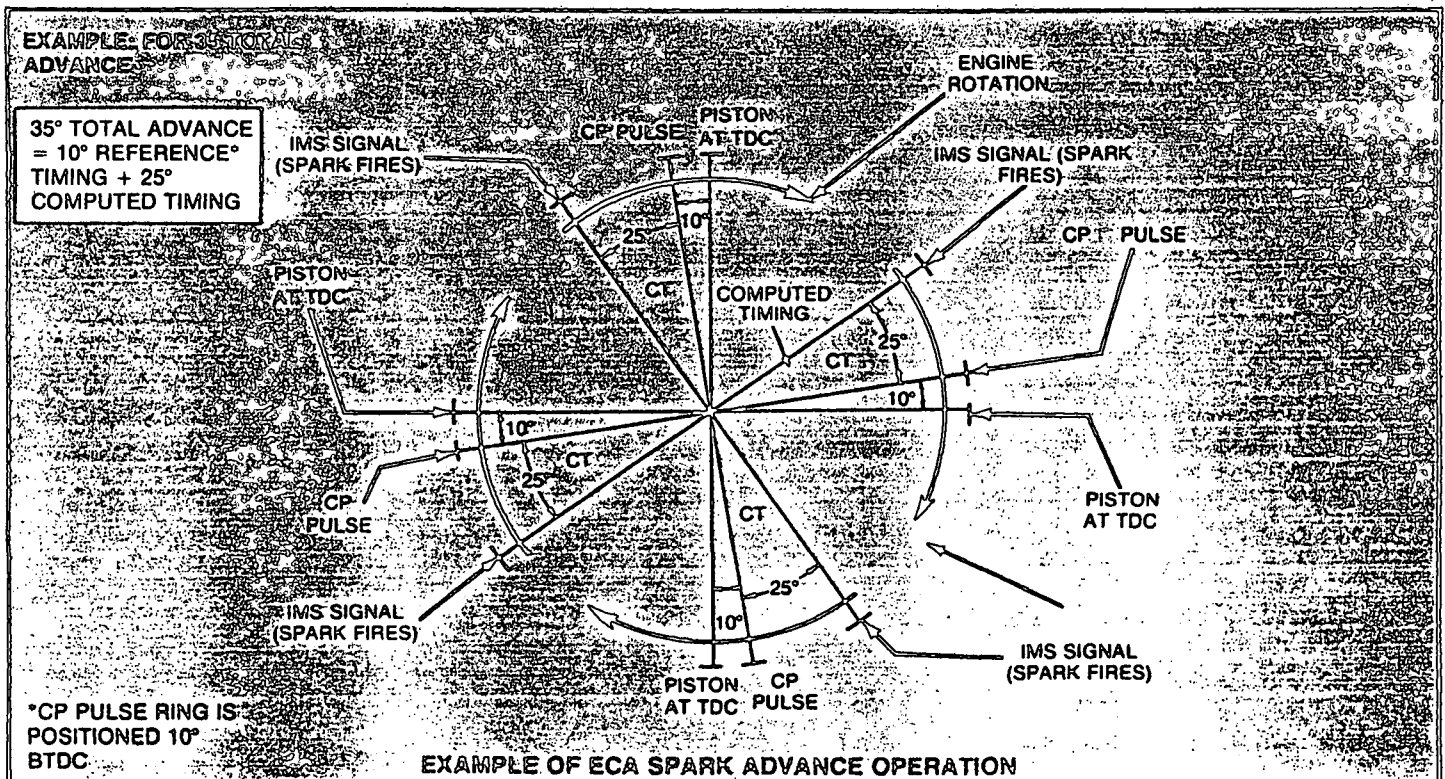 EXAMPLE: FOR 35° TOTAL
ADVANCE
35° TOTAL ADVANCE
= 10° REFERENCE*
TIMING + 25°
COMPUTED TIMING
ENGINE
ROTATION
IMS SIGNAL
(SPARK FIRES)
CP PULSE
PISTON
AT TDC
IMS SIGNAL (SPARK
FIRES)
10°
25°
CT
CP PULSE
PISTON
AT TDC
COMPUTED
TIMING
25°
CT
10°
10°
CT
25°
CP
PULSE
PISTON
AT TDC
CT
25°
10°
IMS SIGNAL
(SPARK FIRES)
IMS SIGNAL
(SPARK FIRES)
PISTON
AT TDC
CP
PULSE
*CP PULSE RING IS
POSITIONED 10°
BTDC
EXAMPLE OF ECA SPARK ADVANCE OPERATION